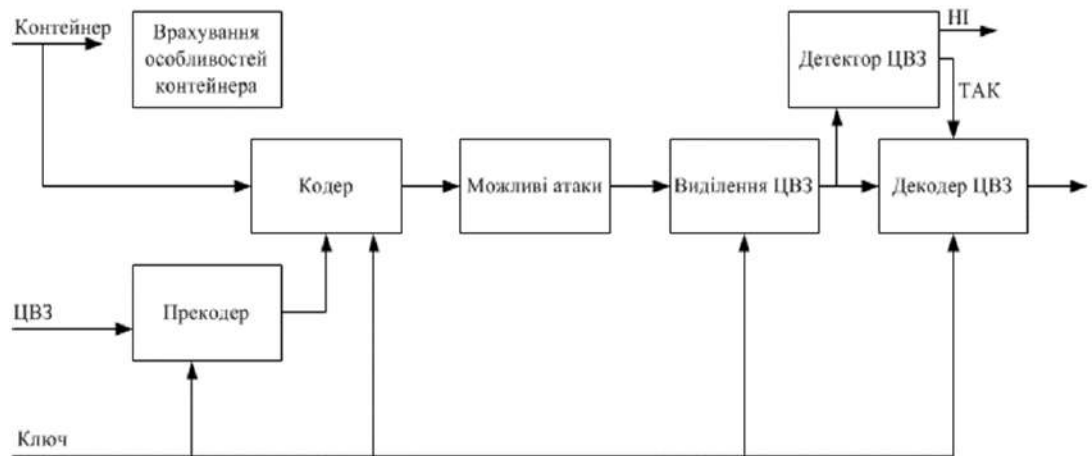 Контейнер
Врахування
особливостей
контейнера
НІ
Детектор ЦВЗ
ТАК
Кодер
Можливі атаки
Виділення ЦВЗ
Декодер ЦВЗ
ЦВЗ
Прекодер
Ключ